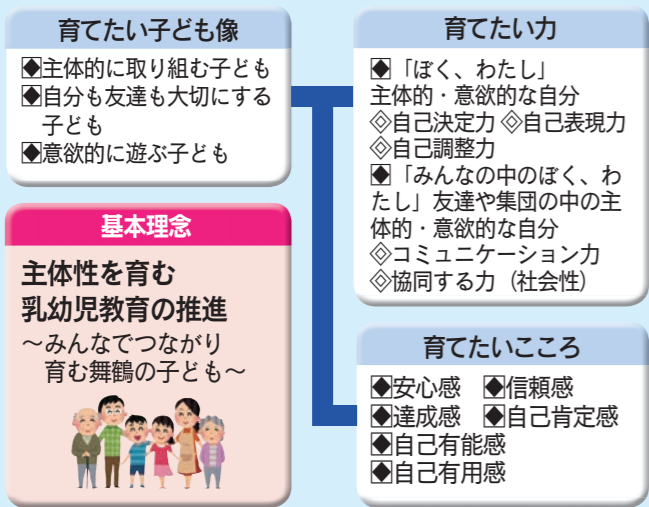 育てたい子ども像
◆主体的に取り組む子ども
◆自分も友達も大切にする
子ども
◆意欲的に遊ぶ子ども
基本理念
主体性を育む
乳幼児教育の推進
～みんなでつながり
育む舞鶴の子ども～
育てたい力
◆「ぼく、わたし」
主体的・意欲的な自分
◇自己決定力 ◇自己表現力
◇自己調整力
◆「みんなの中のぼく、わ
たし」友達や集団の中の主
体的・意欲的な自分
◇コミュニケーション力
◇協同する力（社会性）
育てたいこころ
◆安心感 ◆信頼感
◆達成感 ◆自己肯定感
◆自己有能感
◆自己有用感